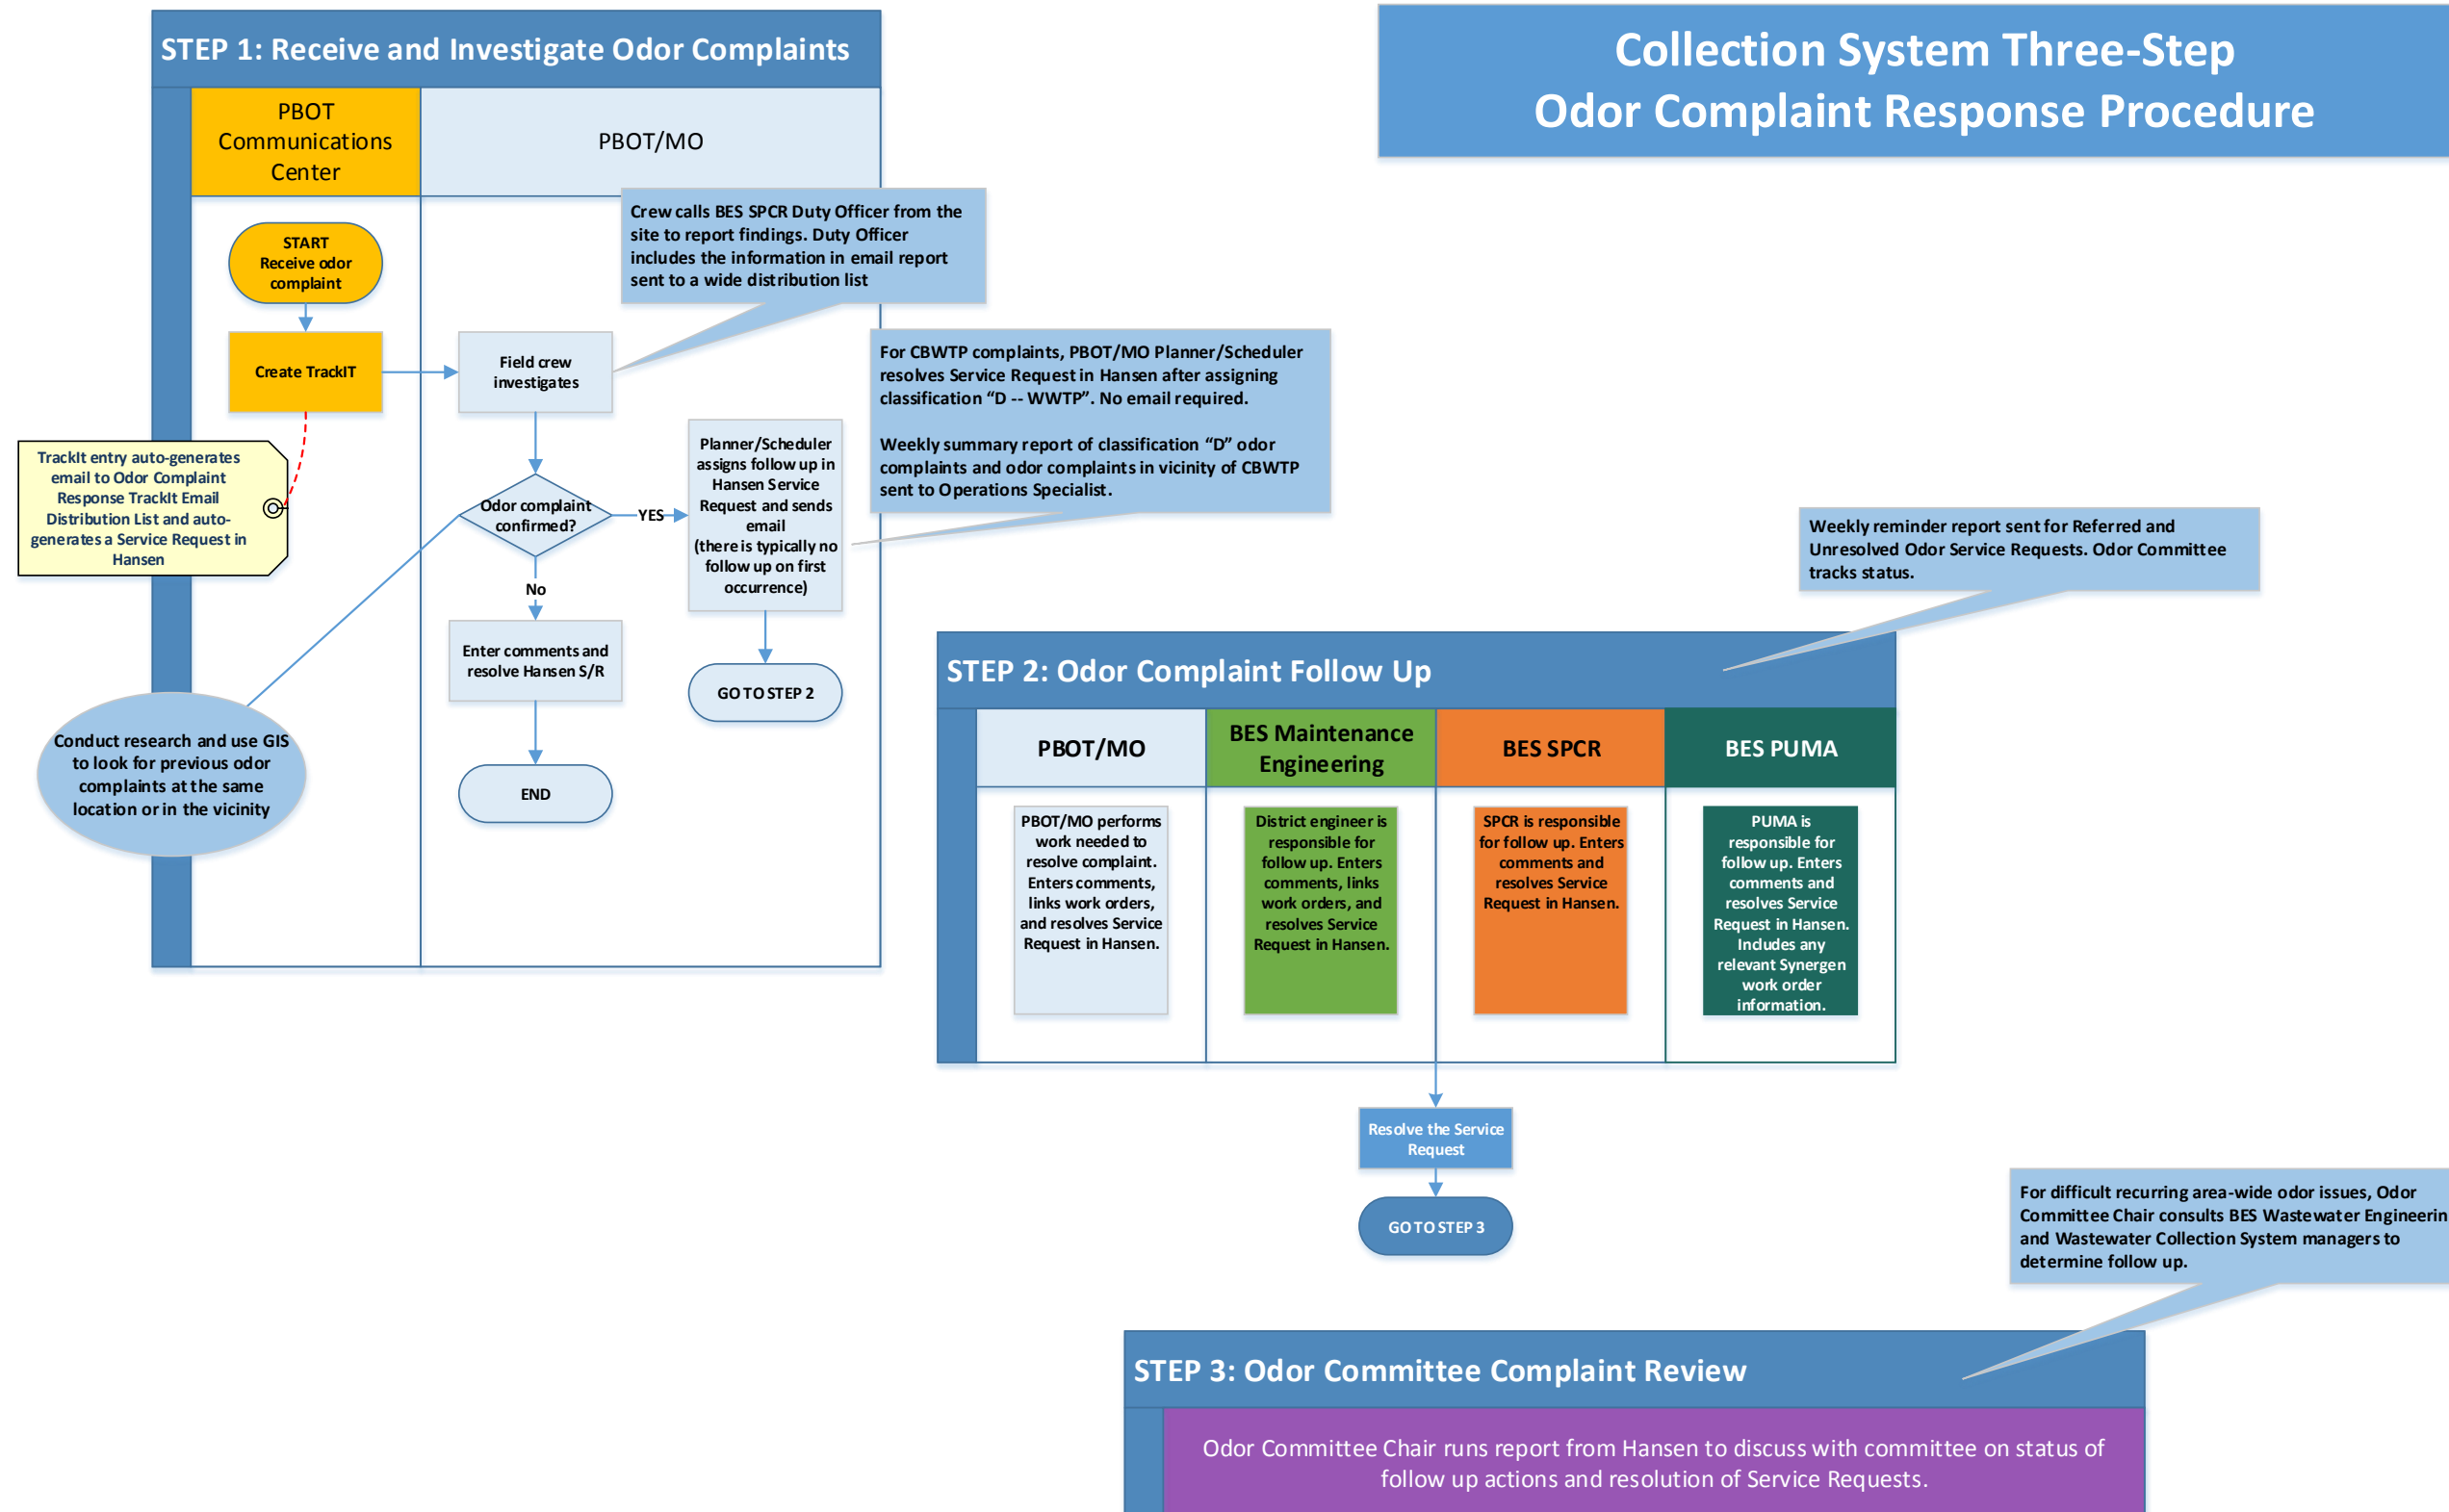 STEP 1: Receive and Investigate Odor Complaints
Collection System Three-Step
Odor Complaint Response Procedure
PBOT
Communications
Center
PBOT/MO
Crew calls BES SPCR Duty Officer from the
site to report findings. Duty Officer
includes the information in email report
sent to a wide distribution list
START
Receive odor
complaint
Create TrackIT
Field crew
investigates
For CBWTP complaints, PBOT/MO Planner/Scheduler
resolves Service Request in Hansen after assigning
classification “D -- WWTP”. No email required.
Weekly summary report of classification “D” odor
complaints and odor complaints in vicinity of CBWTP
sent to Operations Specialist.
TrackIt entry auto-generates
email to Odor Complaint
Response TrackIt Email
Distribution List and auto-
generates a Service Request in
Hansen
Odor complaint
confirmed?
YES
Planner/Scheduler
assigns follow up in
Hansen Service
Request and sends
email
(there is typically no
follow up on first
occurrence)
No
Enter comments and
resolve Hansen S/R
GO TO STEP 2
END
Conduct research and use GIS
to look for previous odor
complaints at the same
location or in the vicinity
Weekly reminder report sent for Referred and
Unresolved Odor Service Requests. Odor Committee
tracks status.
STEP 2: Odor Complaint Follow Up
PBOT/MO
BES Maintenance
Engineering
BES SPCR
BES PUMA
PBOT/MO performs
work needed to
resolve complaint.
Enters comments,
links work orders,
and resolves Service
Request in Hansen.
District engineer is
responsible for
follow up. Enters
comments, links
work orders, and
resolves Service
Request in Hansen.
SPCR is responsible
for follow up. Enters
comments and
resolves Service
Request in Hansen.
PUMA is
responsible for
follow up. Enters
comments and
resolves Service
Request in Hansen.
Includes any
relevant Synergen
work order
information.
Resolve the Service
Request
GO TO STEP 3
For difficult recurring area-wide odor issues, Odor
Committee Chair consults BES Wastewater Engineerin
and Wastewater Collection System managers to
determine follow up.
STEP 3: Odor Committee Complaint Review
Odor Committee Chair runs report from Hansen to discuss with committee on status of
follow up actions and resolution of Service Requests.